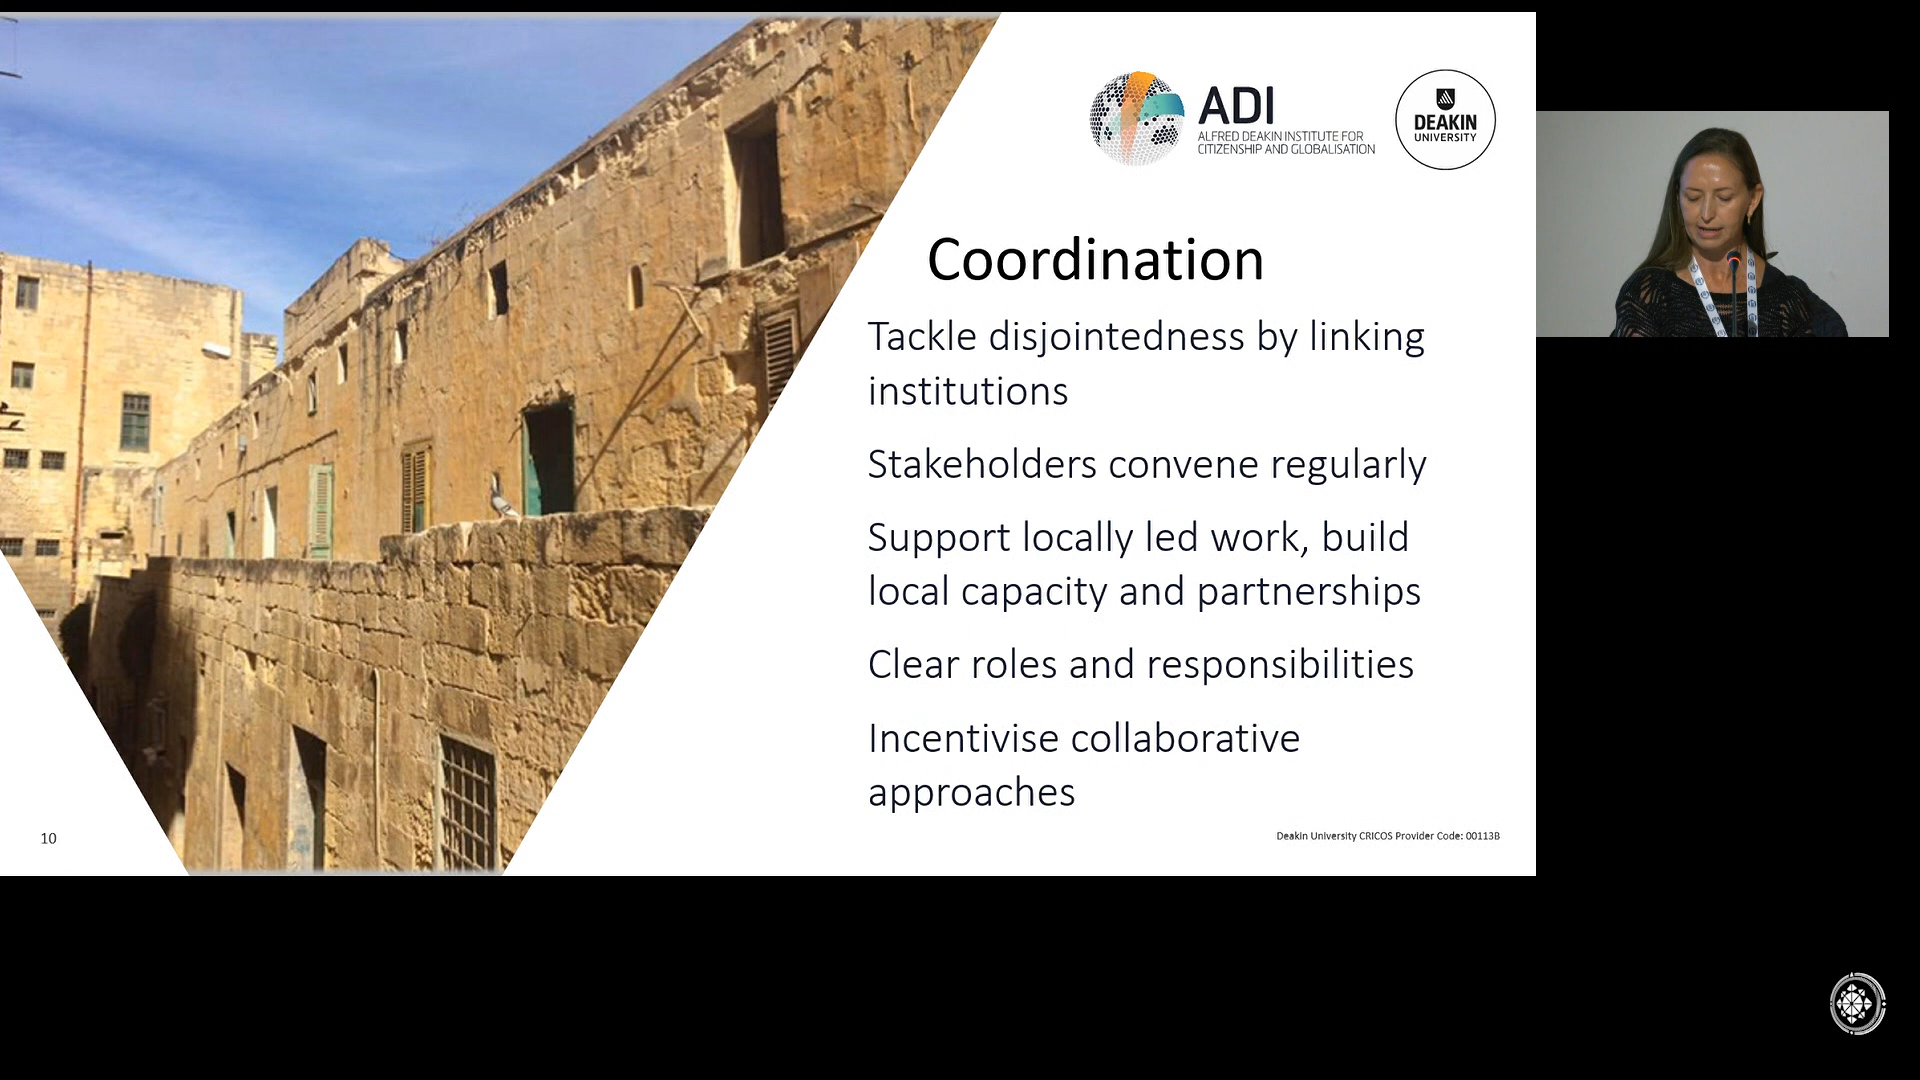 ADI
ALFRED DEAKIN INSTITUTE FOR
CITIZENSHIP AND GLOBALISATION
DEAKIN
UNIVERSITY
Coordination
Tackle disjointedness by linking
institutions
Stakeholders convene regularly
Support locally led work, build
local capacity and partnerships
Clear roles and responsibilities
Incentivise collaborative
approaches
10
Deakin University CRICOS Provider Code: 00113B